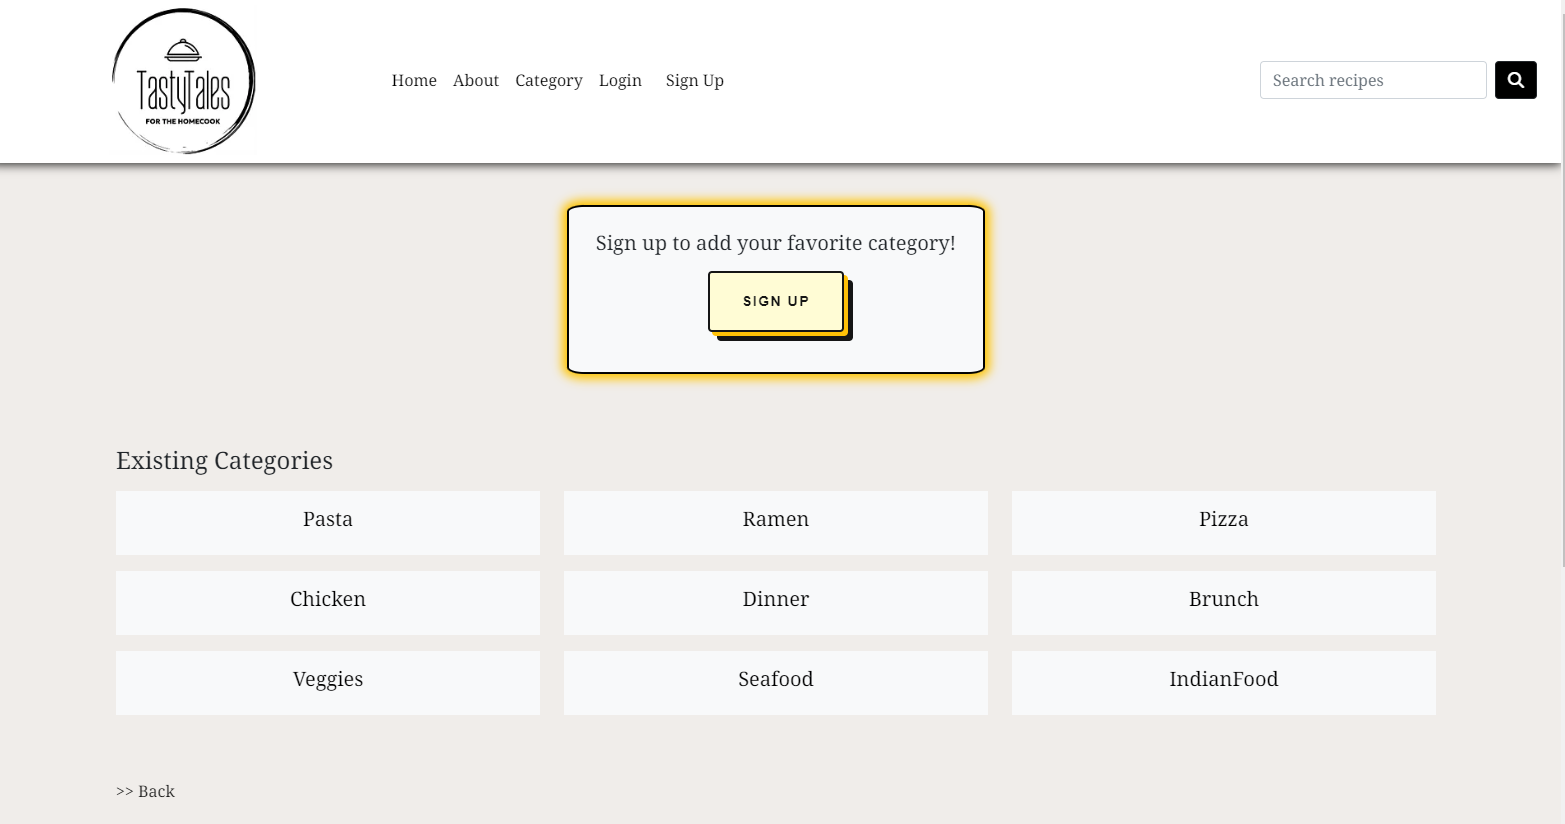 TastyTales
FOR THE HOMECOOK
Home About Category Login Sign Up
Search recipes
Sign up to add your favorite category!
SIGN UP
Existing Categories
Pasta Ramen Pizza
Chicken Dinner Brunch
Veggies Seafood IndianFood
>> Back